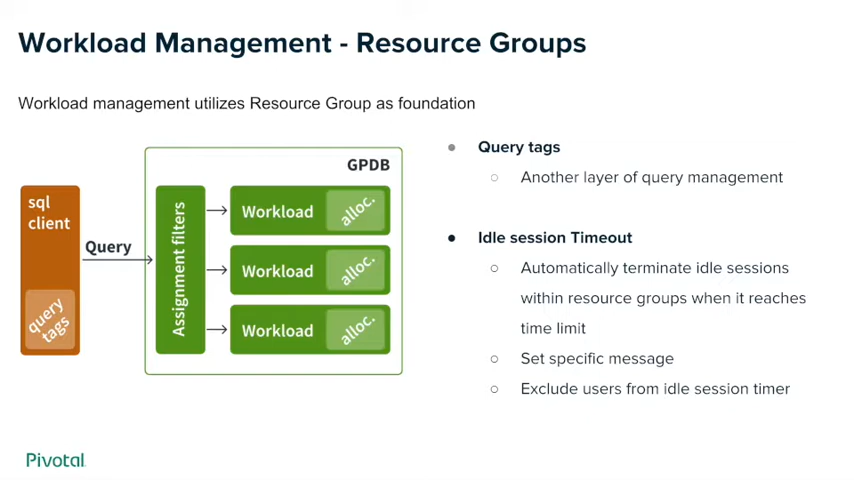 Workload Management - Resource Groups
Workload management utilizes Resource Group as foundation
GPDB
sql
client
query
tags
Query
Assignment filters
Workload
alloc.
Workload
alloc.
Workload
alloc.
● Query tags
○ Another layer of query management
● Idle session Timeout
○ Automatically terminate idle sessions
within resource groups when it reaches
time limit
○ Set specific message
○ Exclude users from idle session timer
Pivotal